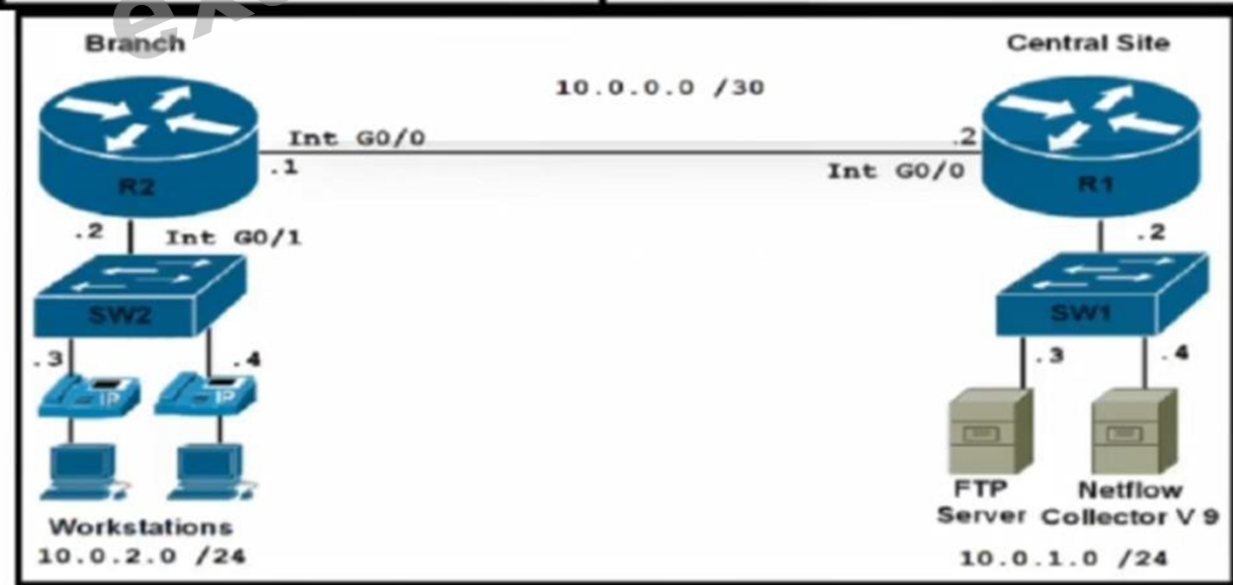 Branch
Central Site
10.0.0.0 /30
Int G0/0
.2
.1
Int G0/0
R2
R1
.2
Int G0/1
.2
SW2
SW1
.3
.4
.3
.4
IP
IP
FTP
Server
Netflow
Collector V 9
Workstations
10.0.2.0 /24
10.0.1.0 /24